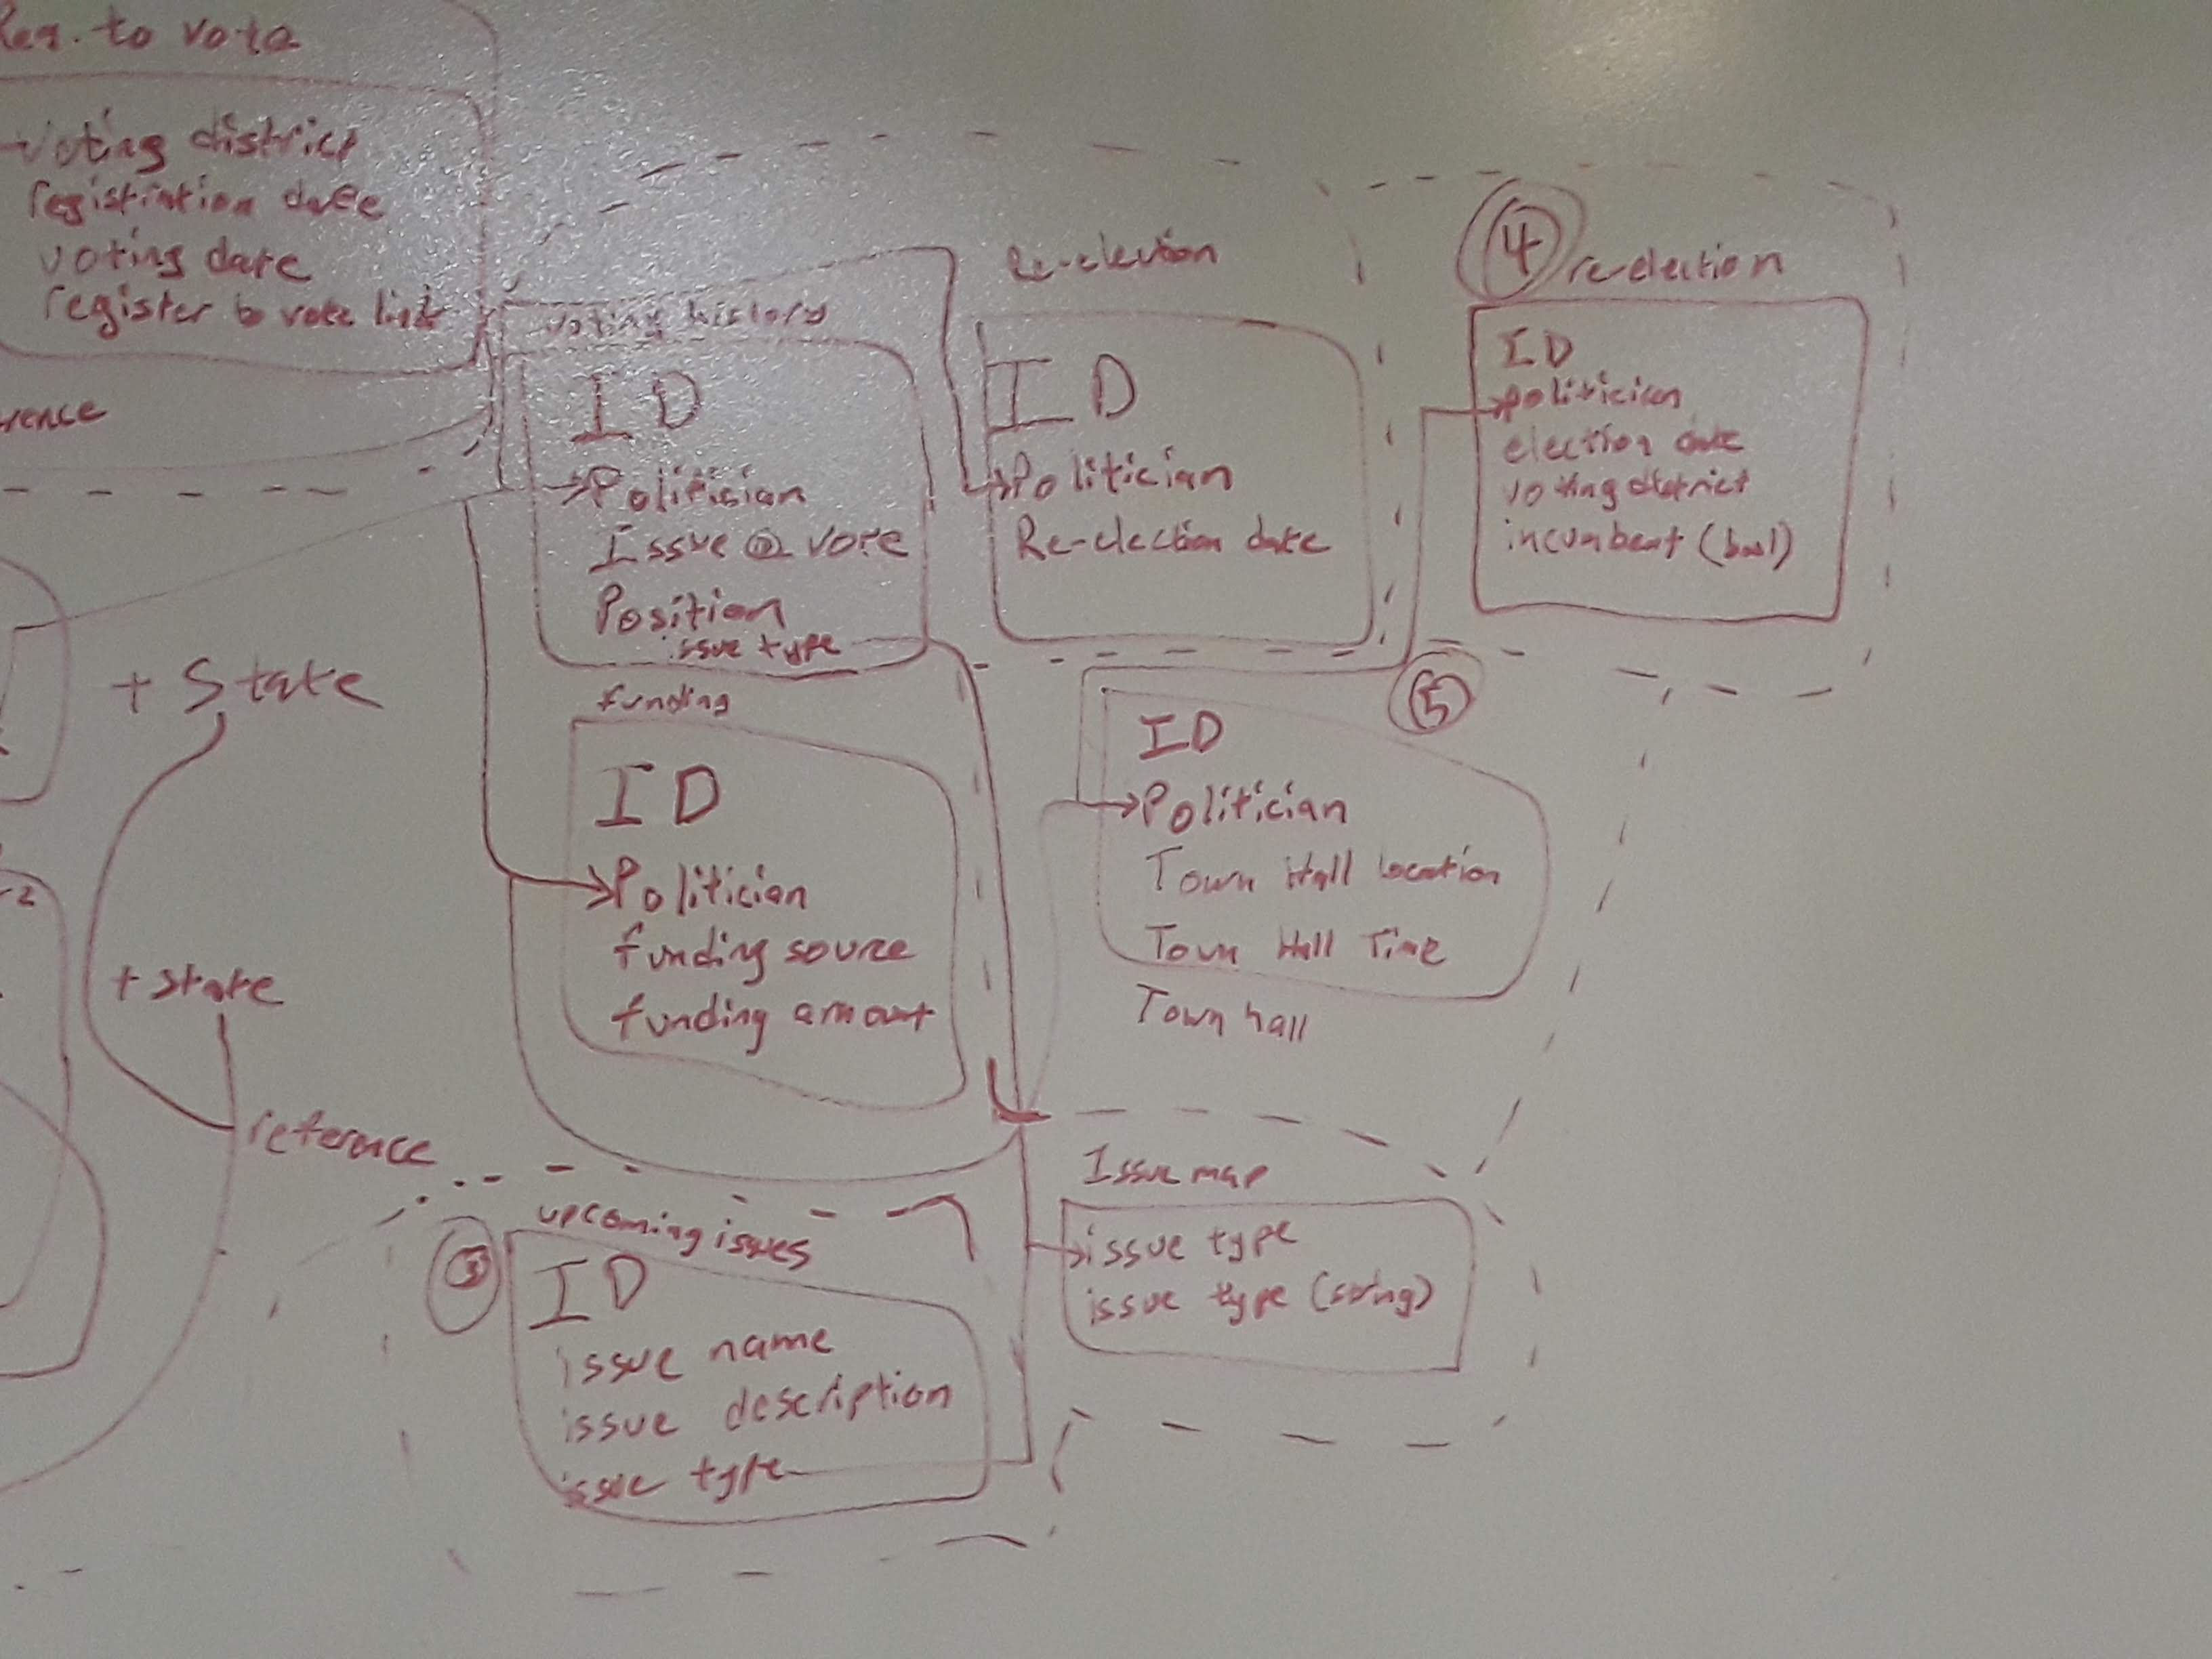 Reg. to vote
voting district
registration date
voting date
register to vote link
voting history
ID
Politician
Issue @ vote
Position
issue type
Re-election
ID
Politician
Re-election date
4
re-election
ID
politician
election date
voting district
incumbent (bool)
+ State
+ state
reference
funding
ID
Politician
funding source
funding amount
5
ID
Politician
Town Hall Location
Town Hall Time
Town hall
3
upcoming issues
ID
issue name
issue description
issue type
Issue map
issue type
issue type (string)